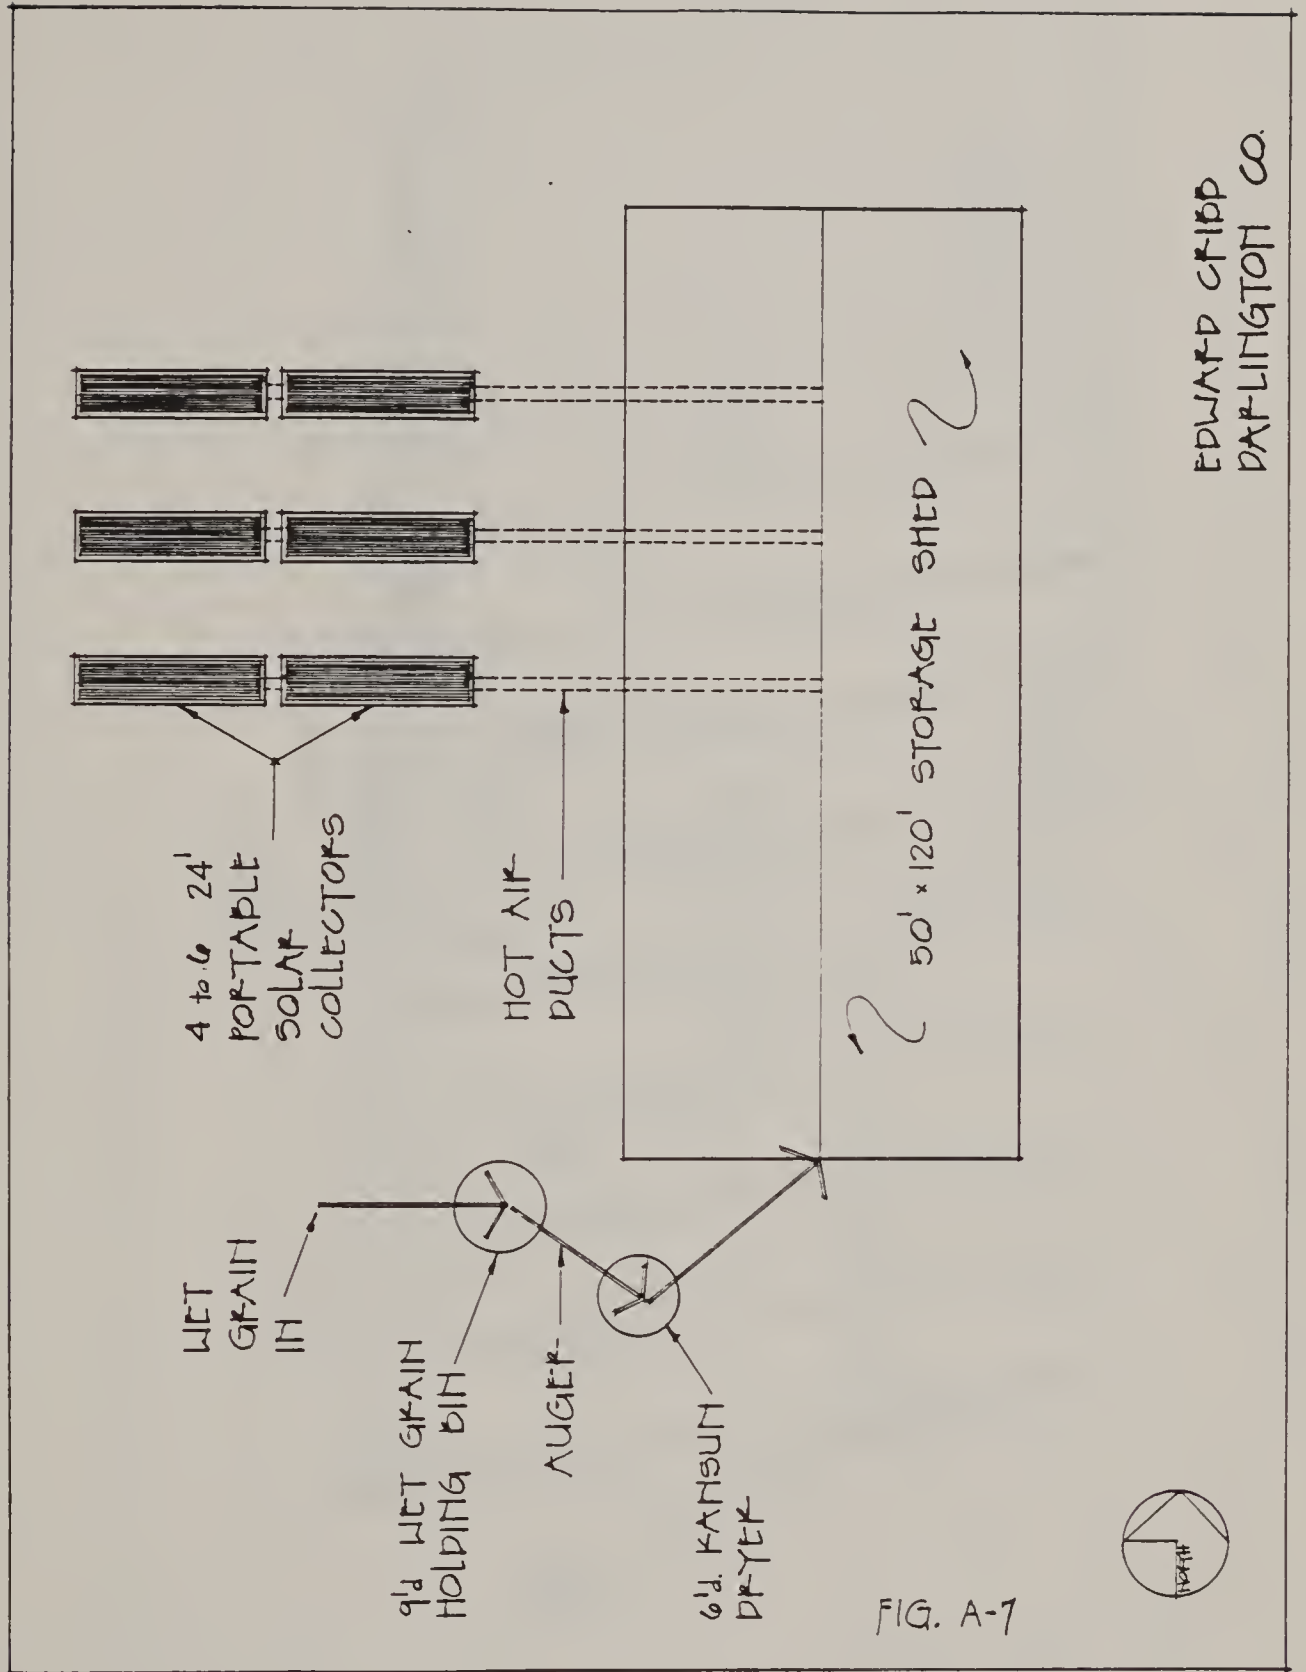 4 to 6 24'
PORTABLE
SOLAR
COLLECTORS
WET
GRAIN
IN
HOT AIR
DUCTS
9'd WET GRAIN
HOLDING BIN
AUGER
6'd. KANSUN
DRYER
50' x 120' STORAGE SHED
EDWARD CRIBB
DARLINGTON CO.
NORTH
FIG. A-7